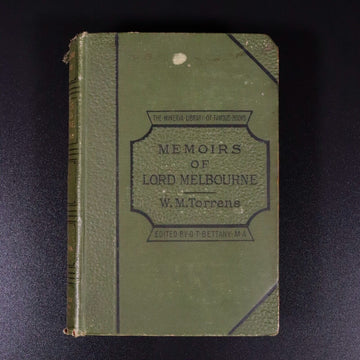 THE MINERVA LIBRARY OF FAMOUS BOOKS
MEMOIRS
OF
LORD MELBOURNE
W. M. Torrens
EDITED BY G. T. BETTANY. M.A.